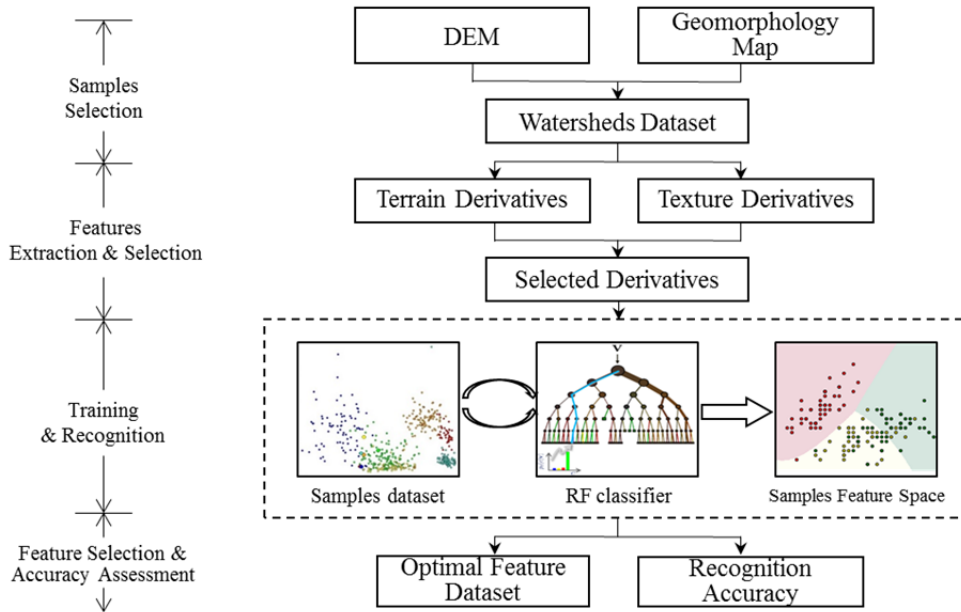 DEM
Geomorphology
Map
Samples
Selection
Watersheds Dataset
Terrain Derivatives
Texture Derivatives
Features
Extraction & Selection
Selected Derivatives
Training
& Recognition
V
Samples dataset
RF classifier
Samples Feature Space
Feature Selection &
Accuracy Assessment
Optimal Feature
Dataset
Recognition
Accuracy